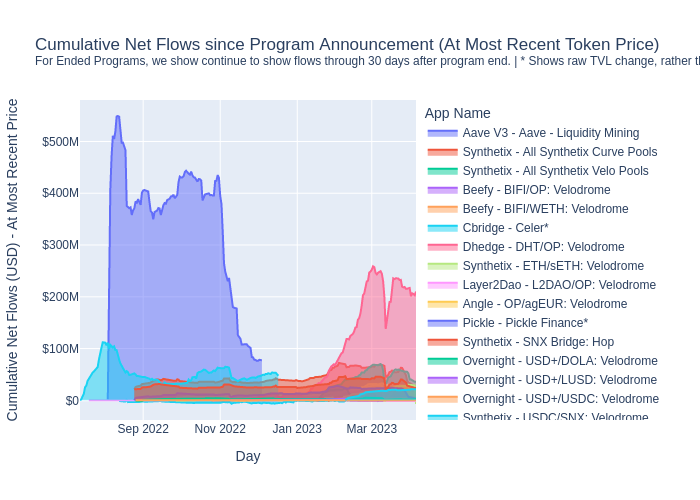 Cumulative Net Flows since Program Announcement (At Most Recent Token Price)
For Ended Programs, we show continue to show flows through 30 days after program end. | * Shows raw TVL change, rather
Cumulative Net Flows (USD) - At Most Recent Price
$500M
$400M
$300M
$200M
$100M
$0
Sep 2022
Nov 2022
Jan 2023
Mar 2023
Day
App Name
Aave V3 - Aave - Liquidity Mining
Synthetix - All Synthetix Curve Pools
Synthetix - All Synthetix Velo Pools
Beefy - BIFI/OP: Velodrome
Beefy - BIFI/WETH: Velodrome
Cbridge - Celer*
Dhedge - DHT/OP: Velodrome
Synthetix - ETH/sETH: Velodrome
Layer2Dao - L2DAO/OP: Velodrome
Angle - OP/agEUR: Velodrome
Pickle - Pickle Finance*
Synthetix - SNX Bridge: Hop
Overnight - USD+/DOLA: Velodrome
Overnight - USD+/LUSD: Velodrome
Overnight - USD+/USDC: Velodrome
Synthetix - USDC/SNX: Velodrome